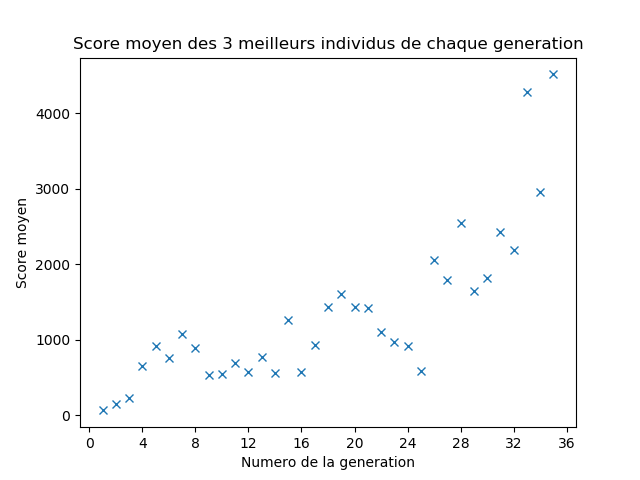 Score moyen des 3 meilleurs individus de chaque generation
Score moyen
4000
3000
2000
1000
0
0 4 8 12 16 20 24 28 32 36
Numero de la generation